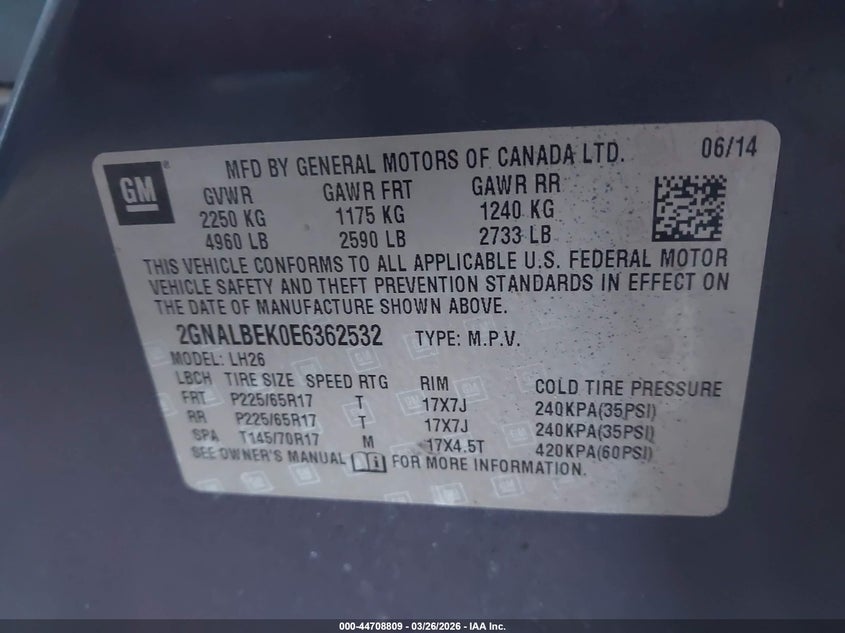 GM
MFD BY GENERAL MOTORS OF CANADA LTD. 06/14
GVWR GAWR FRT GAWR RR
2250 KG 1175 KG 1240 KG
4960 LB 2590 LB 2733 LB
THIS VEHICLE CONFORMS TO ALL APPLICABLE U.S. FEDERAL MOTOR
VEHICLE SAFETY AND THEFT PREVENTION STANDARDS IN EFFECT ON
THE DATE OF MANUFACTURE SHOWN ABOVE.
2GNALBEK0E6362532 TYPE: M.P.V.
MODEL: LH26
LBCH TIRE SIZE SPEED RTG RIM COLD TIRE PRESSURE
FRT P225/65R17 T 17X7J 240KPA(35PSI)
RR P225/65R17 T 17X7J 240KPA(35PSI)
SPA T145/70R17 M 17X4.5T 420KPA(60PSI)
SEE OWNER'S MANUAL FOR MORE INFORMATION.
000-44708809 - 03/26/2026 - IAA Inc.